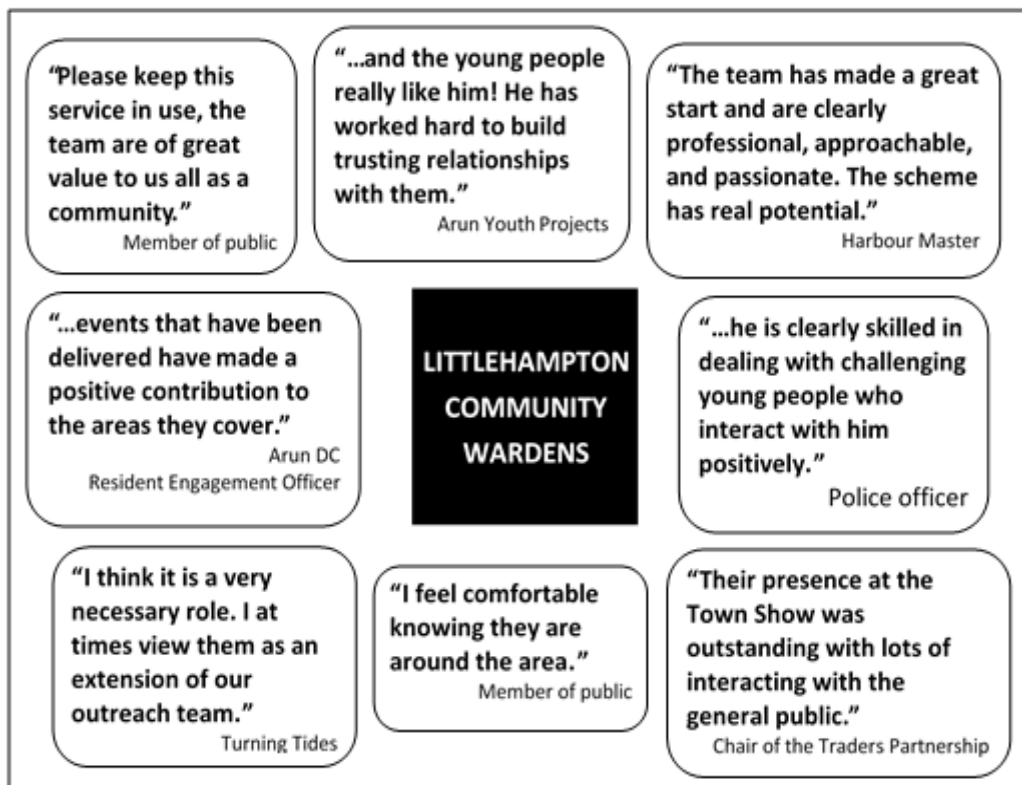 “Please keep this
service in use, the
team are of great
value to us all as a
community.”
Member of public
“…and the young people
really like him! He has
worked hard to build
trusting relationships
with them.”
Arun Youth Projects
“The team has made a great
start and are clearly
professional, approachable,
and passionate. The scheme
has real potential.”
Harbour Master
“…events that have been
delivered have made a
positive contribution to
the areas they cover.”
Arun DC
Resident Engagement Officer
LITTLEHAMPTON
COMMUNITY
WARDENS
“…he is clearly skilled in
dealing with challenging
young people who
interact with him
positively.”
Police officer
“I think it is a very
necessary role. I at
times view them as an
extension of our
outreach team.”
Turning Tides
“I feel comfortable
knowing they are
around the area.”
Member of public
“Their presence at the
Town Show was
outstanding with lots of
interacting with the
general public.”
Chair of the Traders Partnership